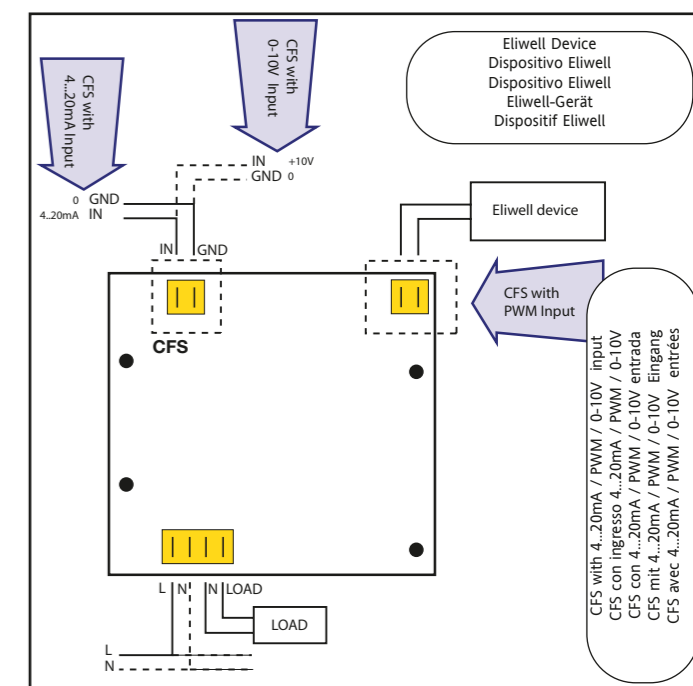 CFS with
4...20mA Input
CFS with
0-10V Input
Eliwell Device
Dispositivo Eliwell
Dispositivo Eliwell
Eliwell-Gerät
Dispositif Eliwell
IN +10V
GND 0
0 GND
4..20mA IN
Eliwell device
IN GND
CFS with
PWM Input
CFS
CFS with 4...20mA / PWM / 0-10V input
CFS con ingresso 4...20mA / PWM / 0-10V
CFS con 4...20mA / PWM / 0-10V entrada
CFS mit 4...20mA / PWM / 0-10V Eingang
CFS avec 4...20mA / PWM / 0-10V entrées
L N N LOAD
LOAD
L
N